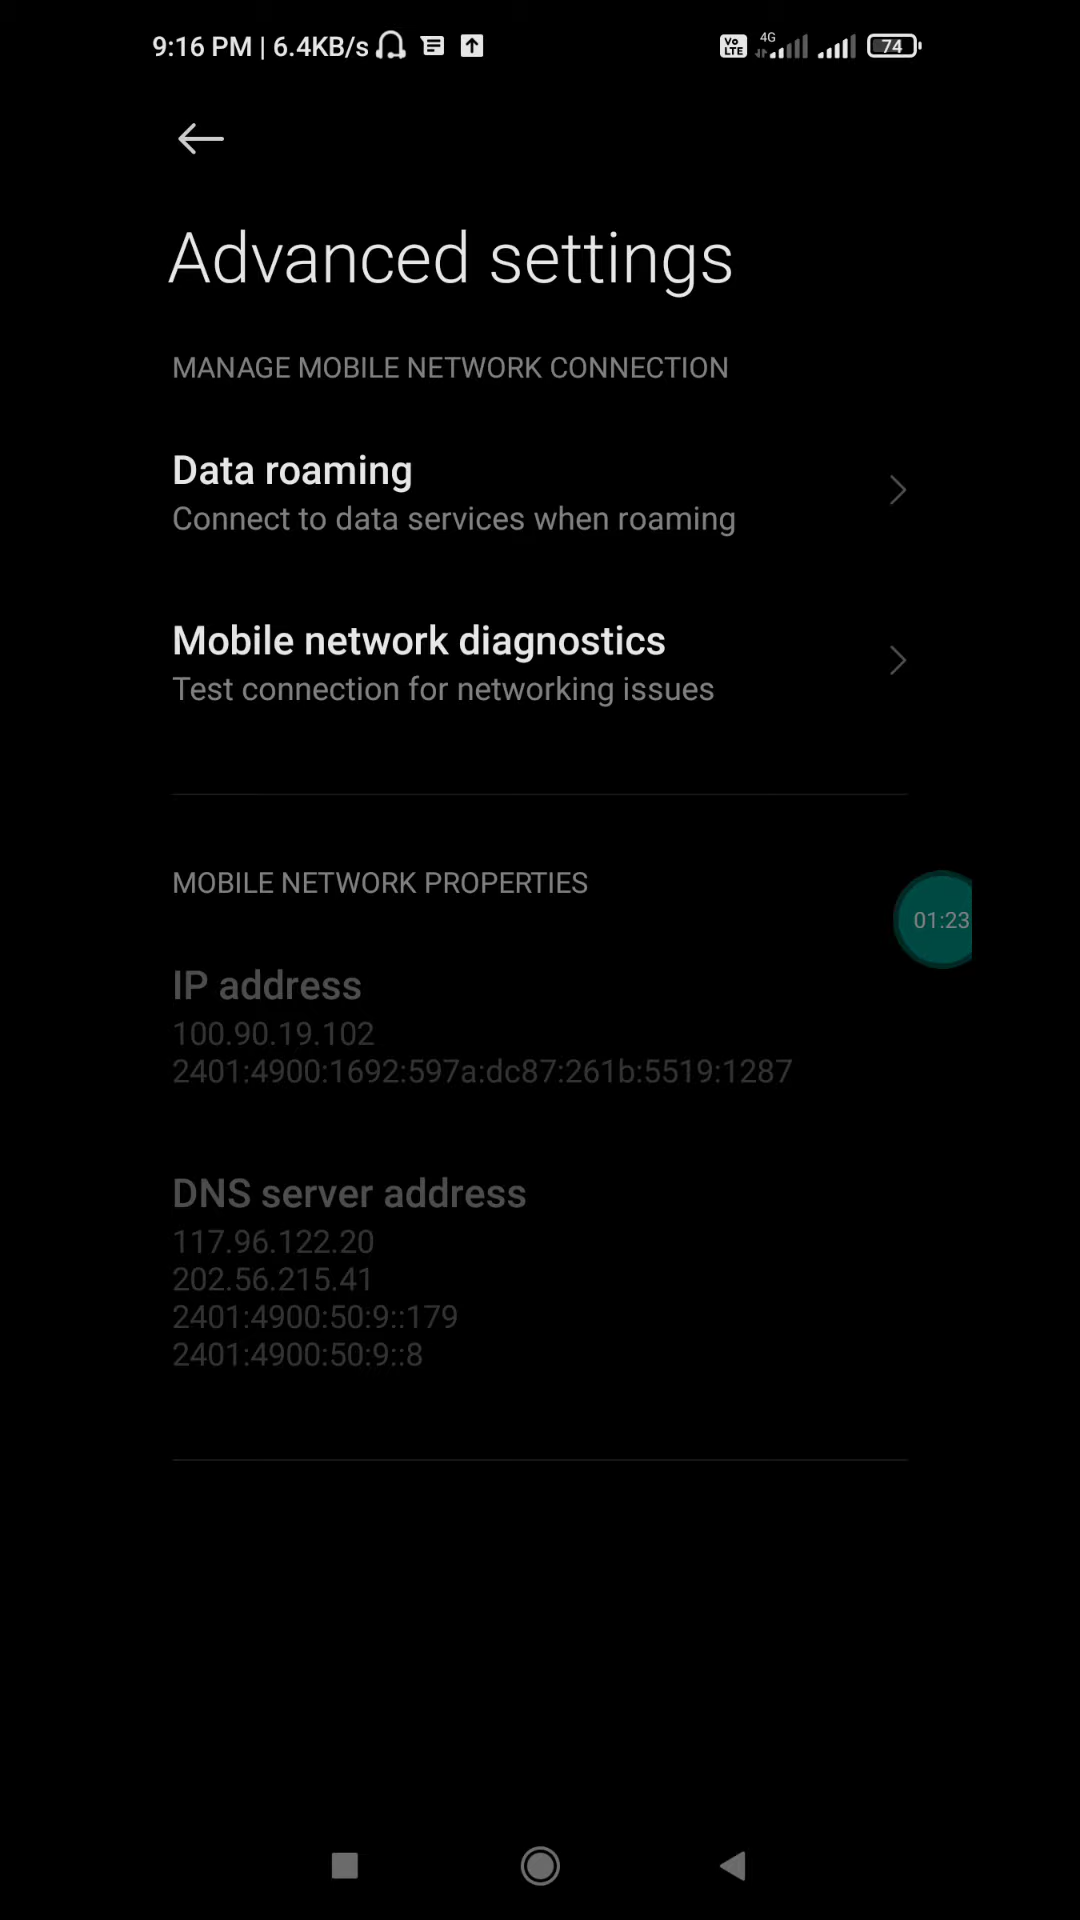 9:16 PM | 6.4KB/s
Vo LTE 4G 74
Advanced settings
MANAGE MOBILE NETWORK CONNECTION
Data roaming
Connect to data services when roaming
Mobile network diagnostics
Test connection for networking issues
MOBILE NETWORK PROPERTIES
01:23
IP address
100.90.19.102
2401:4900:1692:597a:dc87:261b:5519:1287
DNS server address
117.96.122.20
202.56.215.41
2401:4900:50:9::179
2401:4900:50:9::8